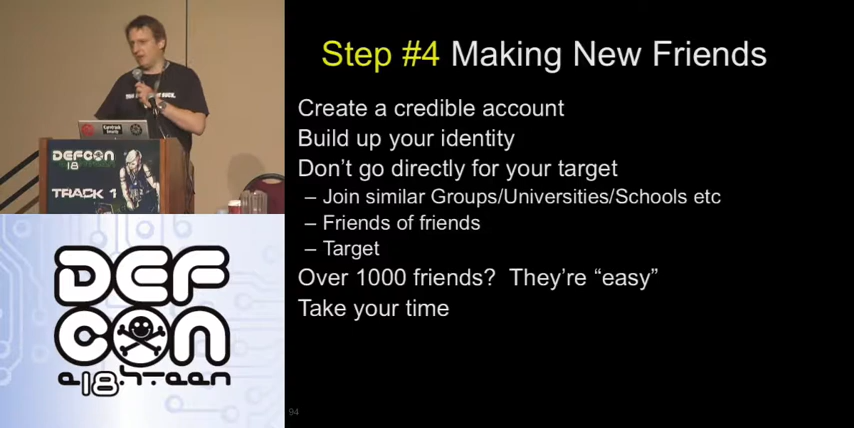 Step #4 Making New Friends
Create a credible account
Build up your identity
Don't go directly for your target
– Join similar Groups/Universities/Schools etc
– Friends of friends
– Target
Over 1000 friends? They're “easy”
Take your time
94
DEFCON
18
TRACK 1
DEF
CON
e18h-teen